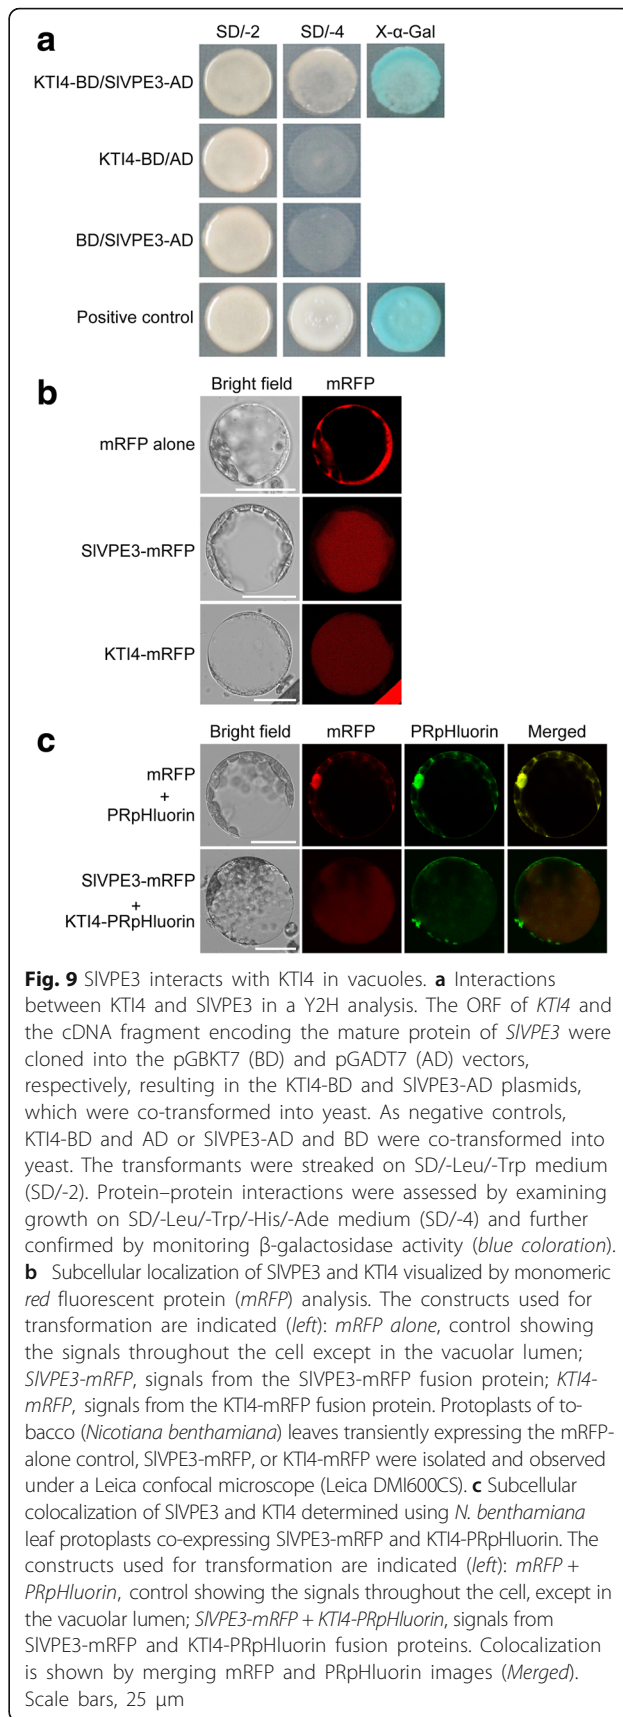 a
SD/-2 SD/-4 X-α-Gal
KTI4-BD/SlVPE3-AD
KTI4-BD/AD
BD/SlVPE3-AD
Positive control
b
Bright field mRFP
mRFP alone
SlVPE3-mRFP
KTI4-mRFP
c
Bright field mRFP PRpHluorin Merged
mRFP
+
PRpHluorin
SlVPE3-mRFP
+
KTI4-PRpHluorin
Fig. 9 SlVPE3 interacts with KTI4 in vacuoles. a Interactions
between KTI4 and SlVPE3 in a Y2H analysis. The ORF of KTI4 and
the cDNA fragment encoding the mature protein of SlVPE3 were
cloned into the pGBKT7 (BD) and pGADT7 (AD) vectors,
respectively, resulting in the KTI4-BD and SlVPE3-AD plasmids,
which were co-transformed into yeast. As negative controls,
KTI4-BD and AD or SlVPE3-AD and BD were co-transformed into
yeast. The transformants were streaked on SD/-Leu/-Trp medium
(SD/-2). Protein–protein interactions were assessed by examining
growth on SD/-Leu/-Trp/-His/-Ade medium (SD/-4) and further
confirmed by monitoring β-galactosidase activity (blue coloration).
b Subcellular localization of SlVPE3 and KTI4 visualized by monomeric
red fluorescent protein (mRFP) analysis. The constructs used for
transformation are indicated (left): mRFP alone, control showing
the signals throughout the cell except in the vacuolar lumen;
SlVPE3-mRFP, signals from the SlVPE3-mRFP fusion protein; KTI4-
mRFP, signals from the KTI4-mRFP fusion protein. Protoplasts of to-
bacco (Nicotiana benthamiana) leaves transiently expressing the mRFP-
alone control, SlVPE3-mRFP, or KTI4-mRFP were isolated and observed
under a Leica confocal microscope (Leica DMI600CS). c Subcellular
colocalization of SlVPE3 and KTI4 determined using N. benthamiana
leaf protoplasts co-expressing SlVPE3-mRFP and KTI4-PRpHluorin. The
constructs used for transformation are indicated (left): mRFP +
PRpHluorin, control showing the signals throughout the cell, except in
the vacuolar lumen; SlVPE3-mRFP + KTI4-PRpHluorin, signals from
SlVPE3-mRFP and KTI4-PRpHluorin fusion proteins. Colocalization
is shown by merging mRFP and PRpHluorin images (Merged).
Scale bars, 25 μm